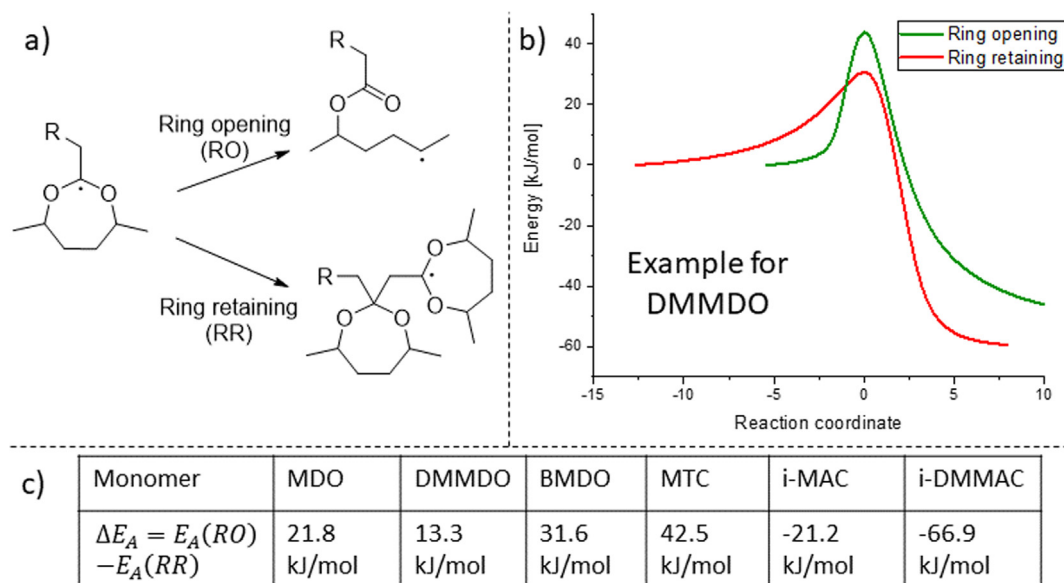 a)
R
O
O
Ring opening
(RO)
R
O
O
Ring retaining
(RR)
R
O
O
O
O
b)
Ring opening
Ring retaining
Energy [kJ/mol]
40
20
0
-20
-40
-60
Example for
DMMDO
-15
-10
-5
0
5
10
Reaction coordinate
c)
Monomer MDO DMMDO BMDO MTC i-MAC i-DMMAC
ΔE_A = E_A(RO) 21.8 13.3 31.6 42.5 -21.2 -66.9
−E_A(RR) kJ/mol kJ/mol kJ/mol kJ/mol kJ/mol kJ/mol